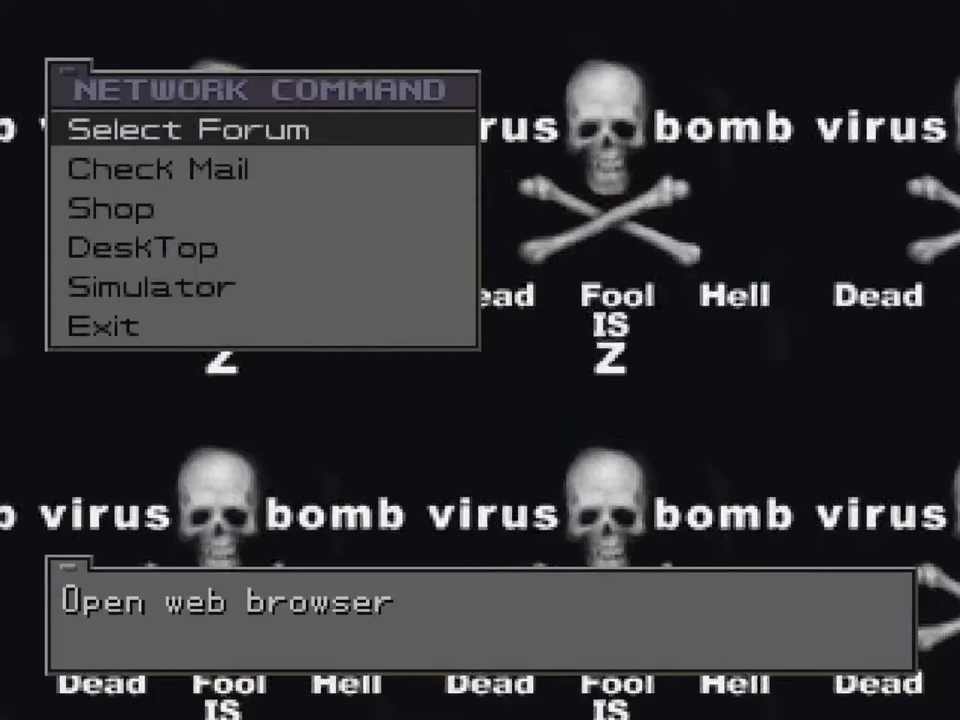 NETWORK COMMAND
Select Forum
Check Mail
Shop
DeskTop
Simulator
Exit
rus bomb virus
ead Fool Hell Dead
IS
Z Z
b virus bomb virus bomb virus
Open web browser
Dead Fool Hell Dead Fool Hell Dead
IS IS